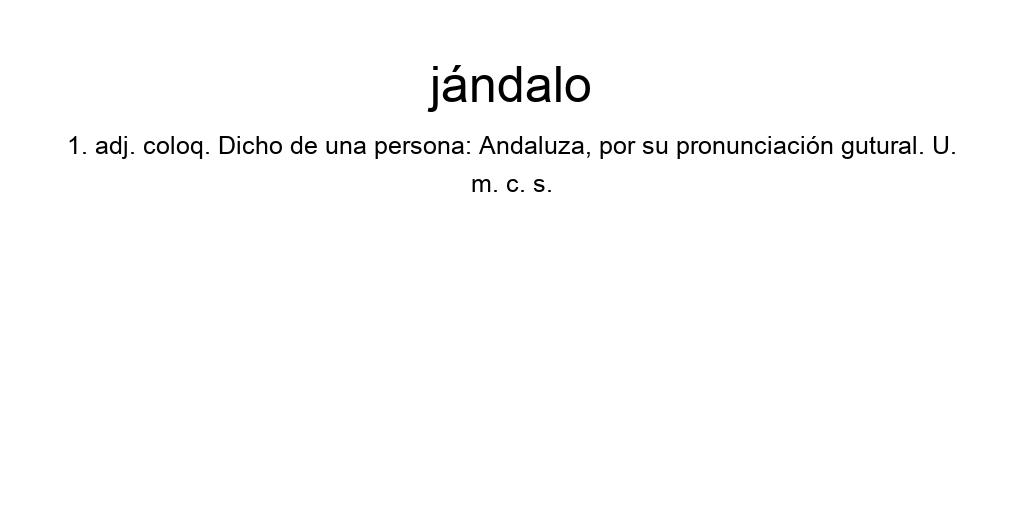 jándalo
1. adj. coloq. Dicho de una persona: Andaluza, por su pronunciación gutural. U.
m. c. s.